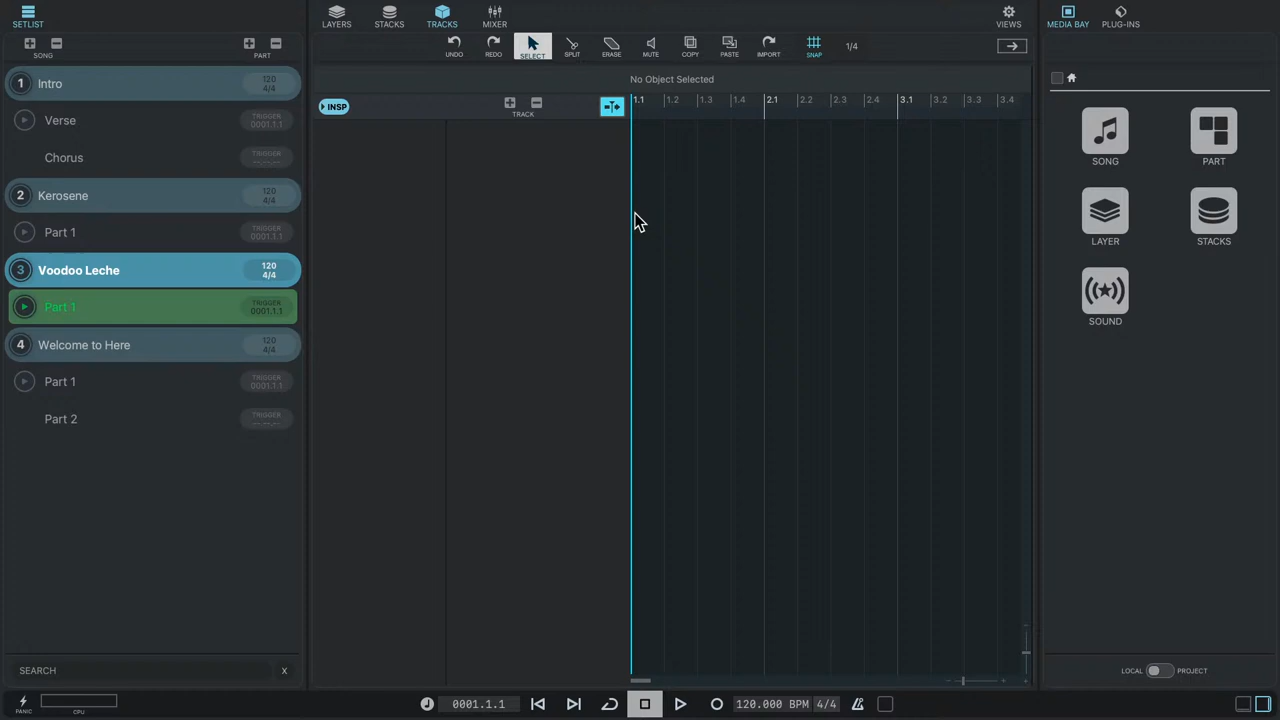 SETLIST
LAYERS STACKS TRACKS MIXER VIEWS
MEDIA BAY PLUG-INS
SONG PART
UNDO REDO SELECT SPLIT ERASE MUTE COPY PASTE IMPORT SNAP 1/4
No Object Selected
INSP
TRACK
1.1 1.2 1.3 1.4 2.1 2.2 2.3 2.4 3.1 3.2 3.3 3.4
1 Intro 120
4/4
Verse TRIGGER
0001.1.1
Chorus TRIGGER
----.--.--
2 Kerosene 120
4/4
Part 1 TRIGGER
0001.1.1
3 Voodoo Leche 120
4/4
Part 1 TRIGGER
0001.1.1
4 Welcome to Here 120
4/4
Part 1 TRIGGER
0001.1.1
Part 2 TRIGGER
----.--.--
SONG PART
LAYER STACKS
SOUND
SEARCH X
LOCAL PROJECT
PANIC CPU
0001.1.1 120.000 BPM 4/4